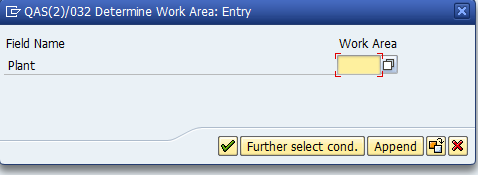 QAS(2)/032 Determine Work Area: Entry
Field Name Work Area
Plant
Further select cond. Append